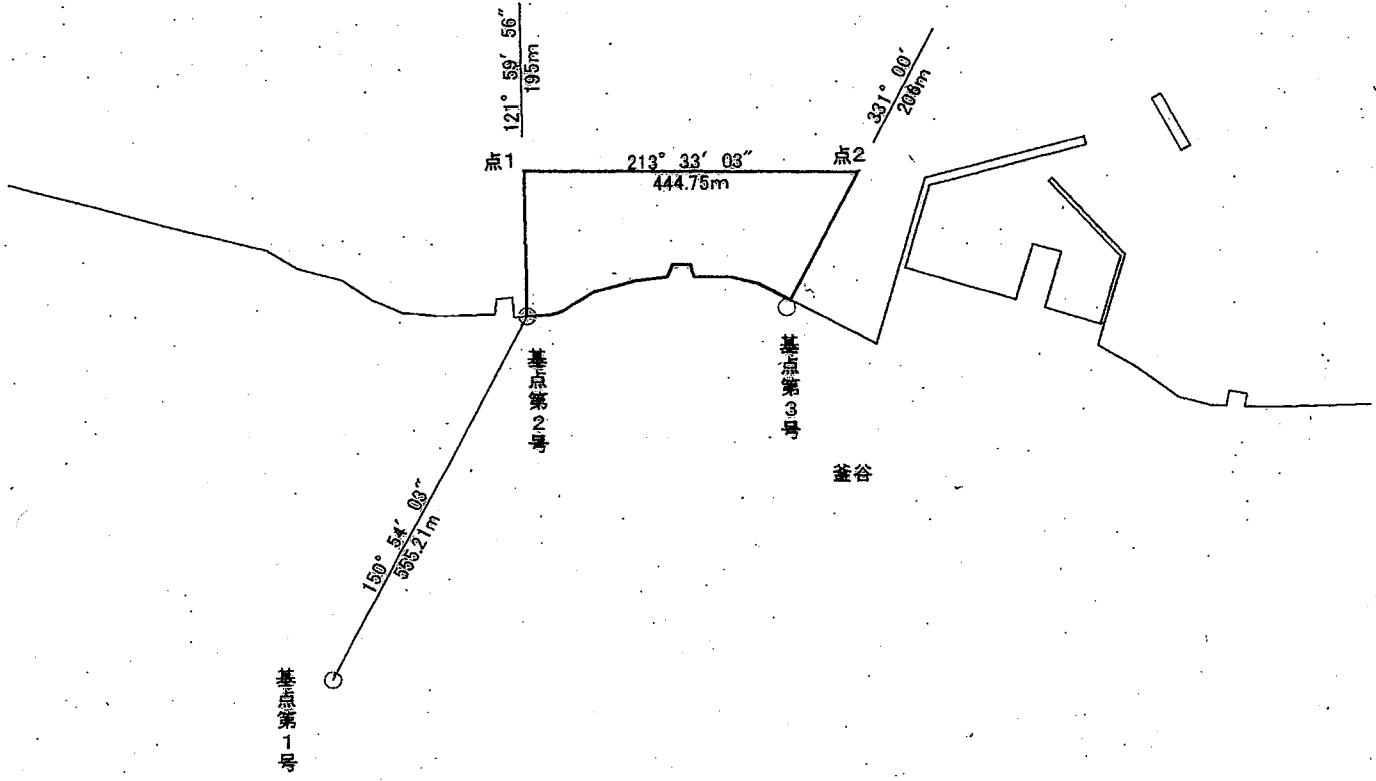 121° 59′ 56″
195m
331° 00′
206m
点1
213° 33′ 03″
444.75m
点2
基点第2号
基点第3号
釜谷
150° 54′ 03″
555.21m
基点第1号